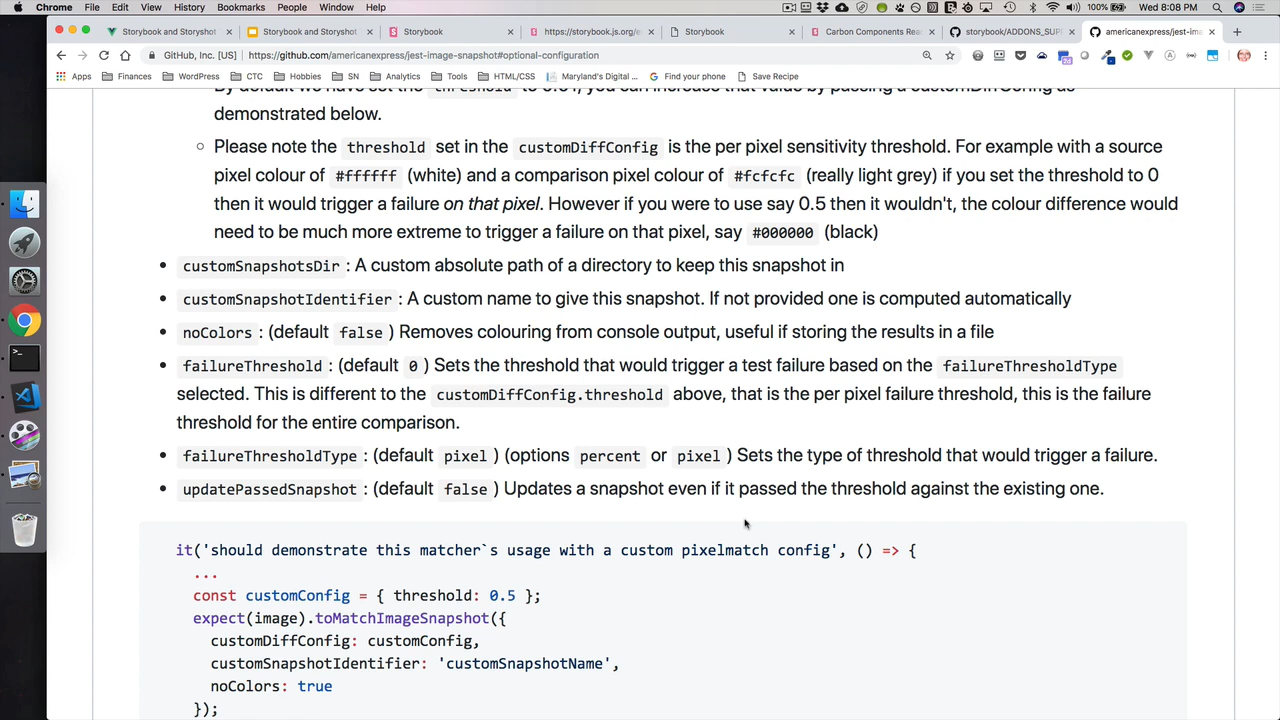 Chrome File Edit View History Bookmarks People Window Help 100% Wed 8:08 PM
Storybook and Storyshot Storybook and Storyshot Storybook https://storybook.js.org/e Storybook Carbon Components Rea storybook/ADDONS_SUP americanexpress/jest-image-sn
GitHub, Inc. [US] https://github.com/americanexpress/jest-image-snapshot#optional-configuration
Apps Finances WordPress CTC Hobbies SN Analytics Tools HTML/CSS Maryland's Digital ... Find your phone Save Recipe
demonstrated below.
Please note the threshold set in the customDiffConfig is the per pixel sensitivity threshold. For example with a source
pixel colour of #ffffff (white) and a comparison pixel colour of #fcfcfc (really light grey) if you set the threshold to 0
then it would trigger a failure on that pixel. However if you were to use say 0.5 then it wouldn't, the colour difference would
need to be much more extreme to trigger a failure on that pixel, say #000000 (black)
customSnapshotsDir : A custom absolute path of a directory to keep this snapshot in
customSnapshotIdentifier : A custom name to give this snapshot. If not provided one is computed automatically
noColors : (default false ) Removes colouring from console output, useful if storing the results in a file
failureThreshold : (default 0 ) Sets the threshold that would trigger a test failure based on the failureThresholdType
selected. This is different to the customDiffConfig.threshold above, that is the per pixel failure threshold, this is the failure
threshold for the entire comparison.
failureThresholdType : (default pixel ) (options percent or pixel ) Sets the type of threshold that would trigger a failure.
updatePassedSnapshot : (default false ) Updates a snapshot even if it passed the threshold against the existing one.
it('should demonstrate this matcher`s usage with a custom pixelmatch config', () => {
...
const customConfig = { threshold: 0.5 };
expect(image).toMatchImageSnapshot({
customDiffConfig: customConfig,
customSnapshotIdentifier: 'customSnapshotName',
noColors: true
});